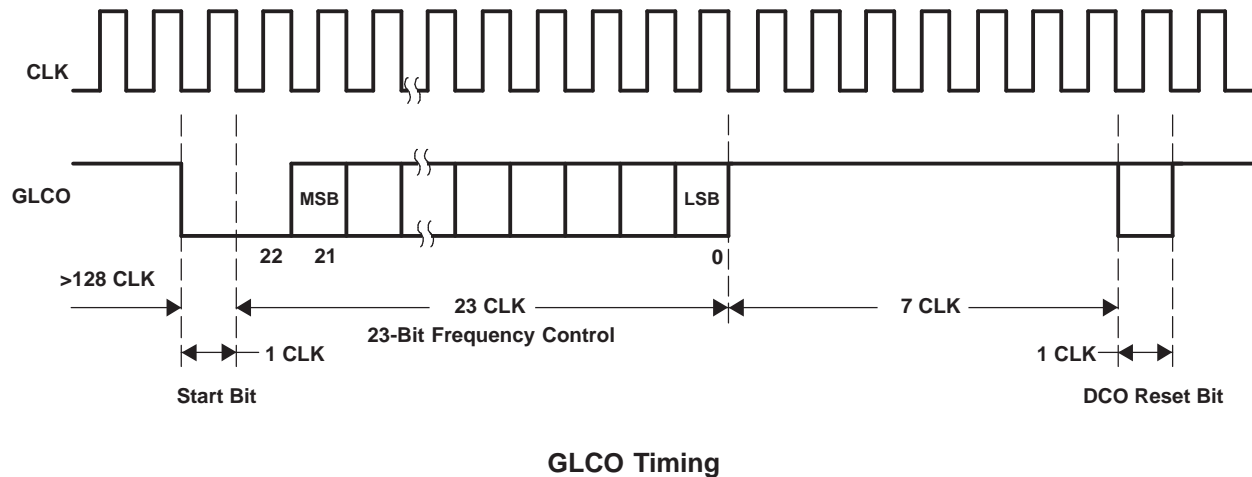 CLK
GLCO
MSB
LSB
22
21
0
>128 CLK
23 CLK
7 CLK
23-Bit Frequency Control
1 CLK
1 CLK
Start Bit
DCO Reset Bit
GLCO Timing